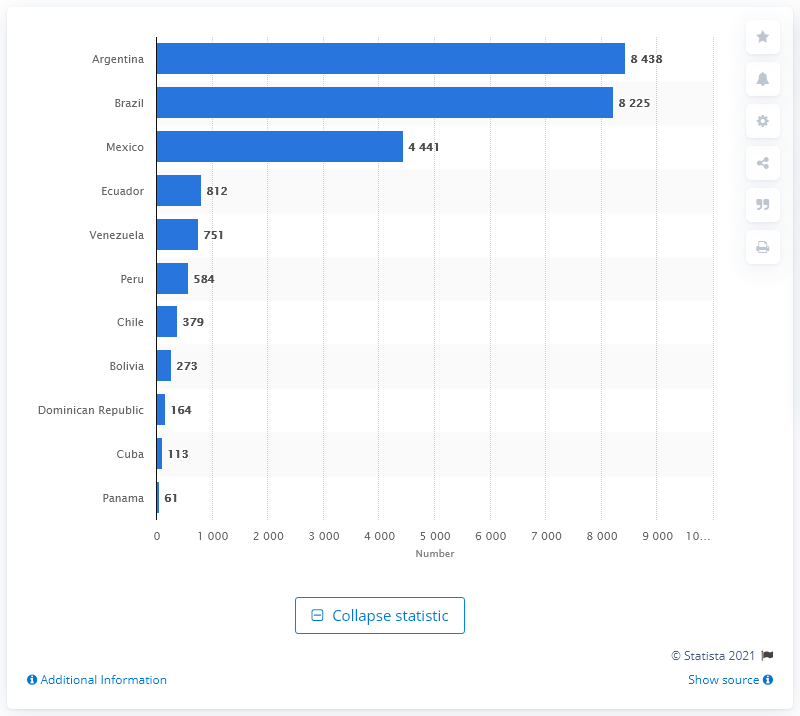 Argentina 8 438
Brazil 8 225
Mexico 4 441
Ecuador 812
Venezuela 751
Peru 584
Chile 379
Bolivia 273
Dominican Republic 164
Cuba 113
Panama 61
0 1 000 2 000 3 000 4 000 5 000 6 000 7 000 8 000 9 000 10...
Number
Collapse statistic
© Statista 2021
Additional Information Show source